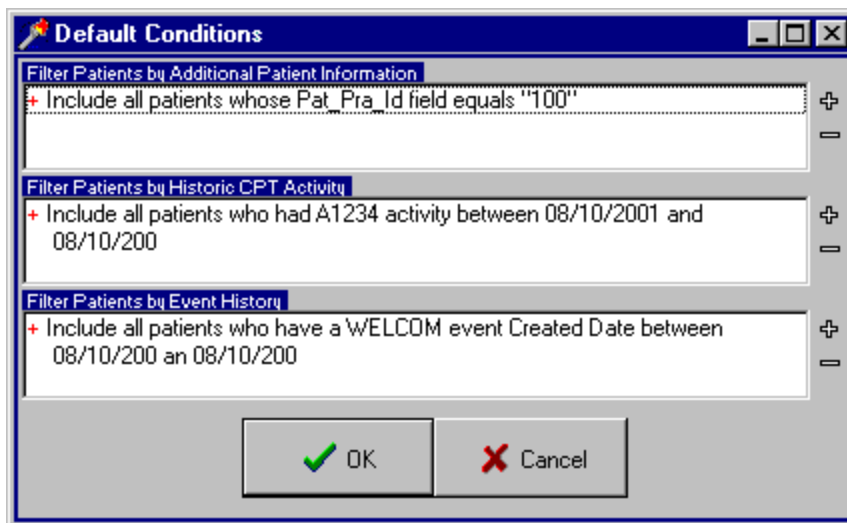 Default Conditions
Filter Patients by Additional Patient Information
+ Include all patients whose Pat_Pra_Id field equals "100"
Filter Patients by Historic CPT Activity
+ Include all patients who had A1234 activity between 08/10/2001 and
08/10/200
Filter Patients by Event History
+ Include all patients who have a WELCOM event Created Date between
08/10/200 an 08/10/200
OK
Cancel